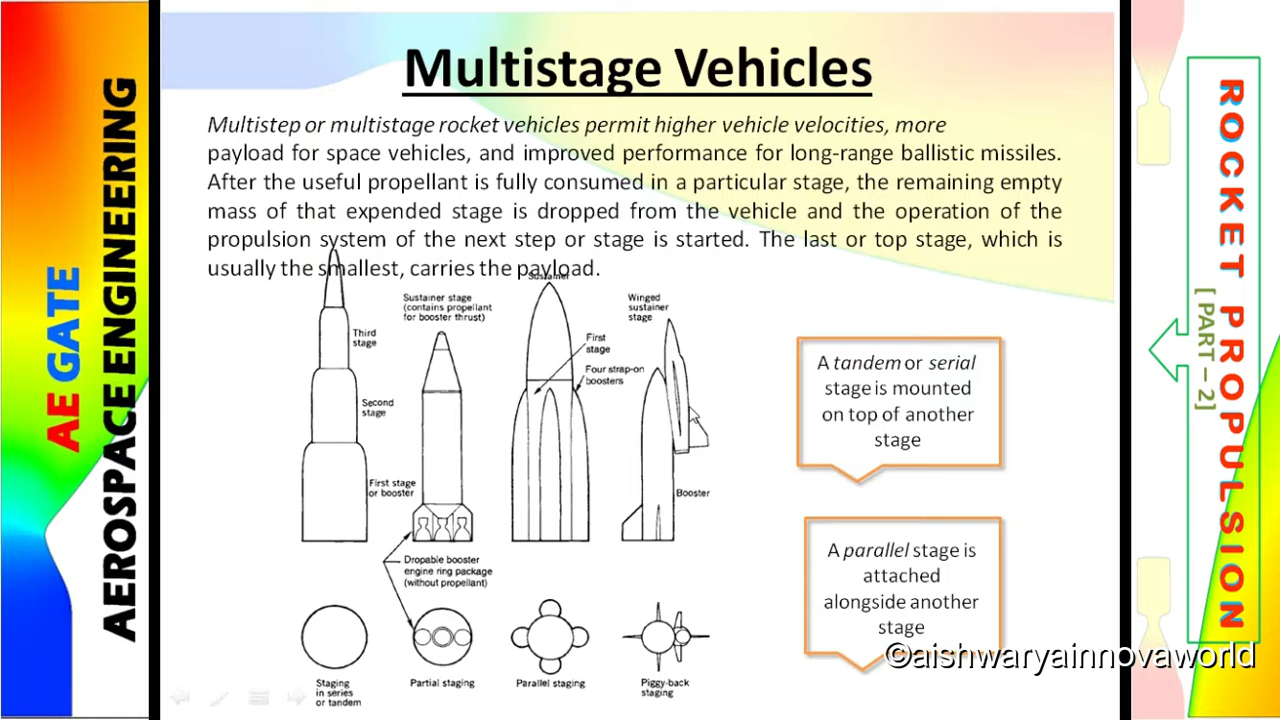 AE GATE
AEROSPACE ENGINEERING
Multistage Vehicles
Multistep or multistage rocket vehicles permit higher vehicle velocities, more
payload for space vehicles, and improved performance for long-range ballistic missiles.
After the useful propellant is fully consumed in a particular stage, the remaining empty
mass of that expended stage is dropped from the vehicle and the operation of the
propulsion system of the next step or stage is started. The last or top stage, which is
usually the smallest, carries the payload.
Third
stage
Second
stage
First stage
or booster
Sustainer stage
(contains propellant
for booster thrust)
Sustainer
First
stage
Four strap-on
boosters
Winged
sustainer
stage
Booster
Dropable booster
engine ring package
(without propellant)
Staging
in series
or tandem
Partial staging
Parallel staging
Piggy-back
staging
A tandem or serial
stage is mounted
on top of another
stage
A parallel stage is
attached
alongside another
stage
ROCKET PROPULSION
[ PART – 2]
©aishwaryainnovaworld